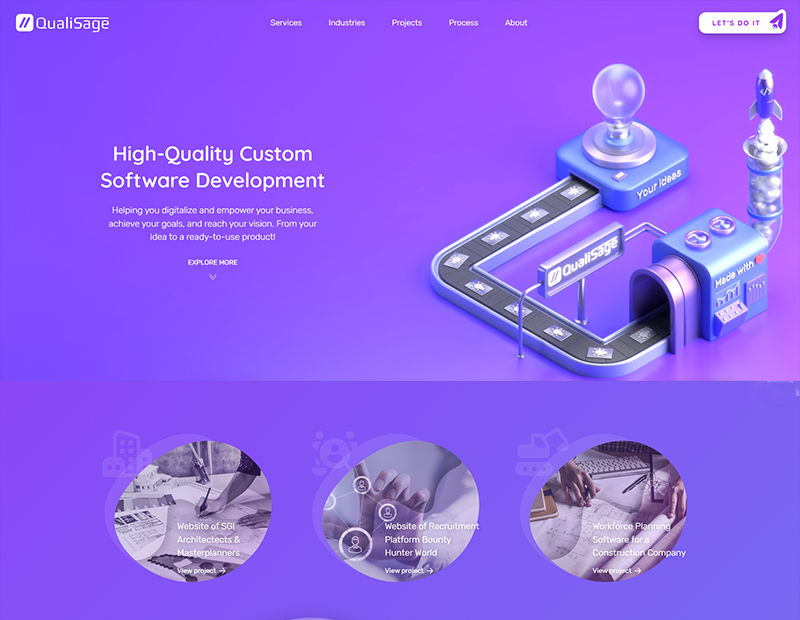 QualiSage
Services
Industries
Projects
Process
About
LET'S DO IT
High-Quality Custom
Software Development
Helping you digitalize and empower your business,
achieve your goals, and reach your vision. From your
idea to a ready-to-use product!
EXPLORE MORE
Your ideas
QualiSage
Made with
</>
Website of SGI
Architectects &
Masterplanners
View project
Website of Recruitment
Platform Bounty
Hunter World
View project
Workforce Planning
Software for a
Construction Company
View project